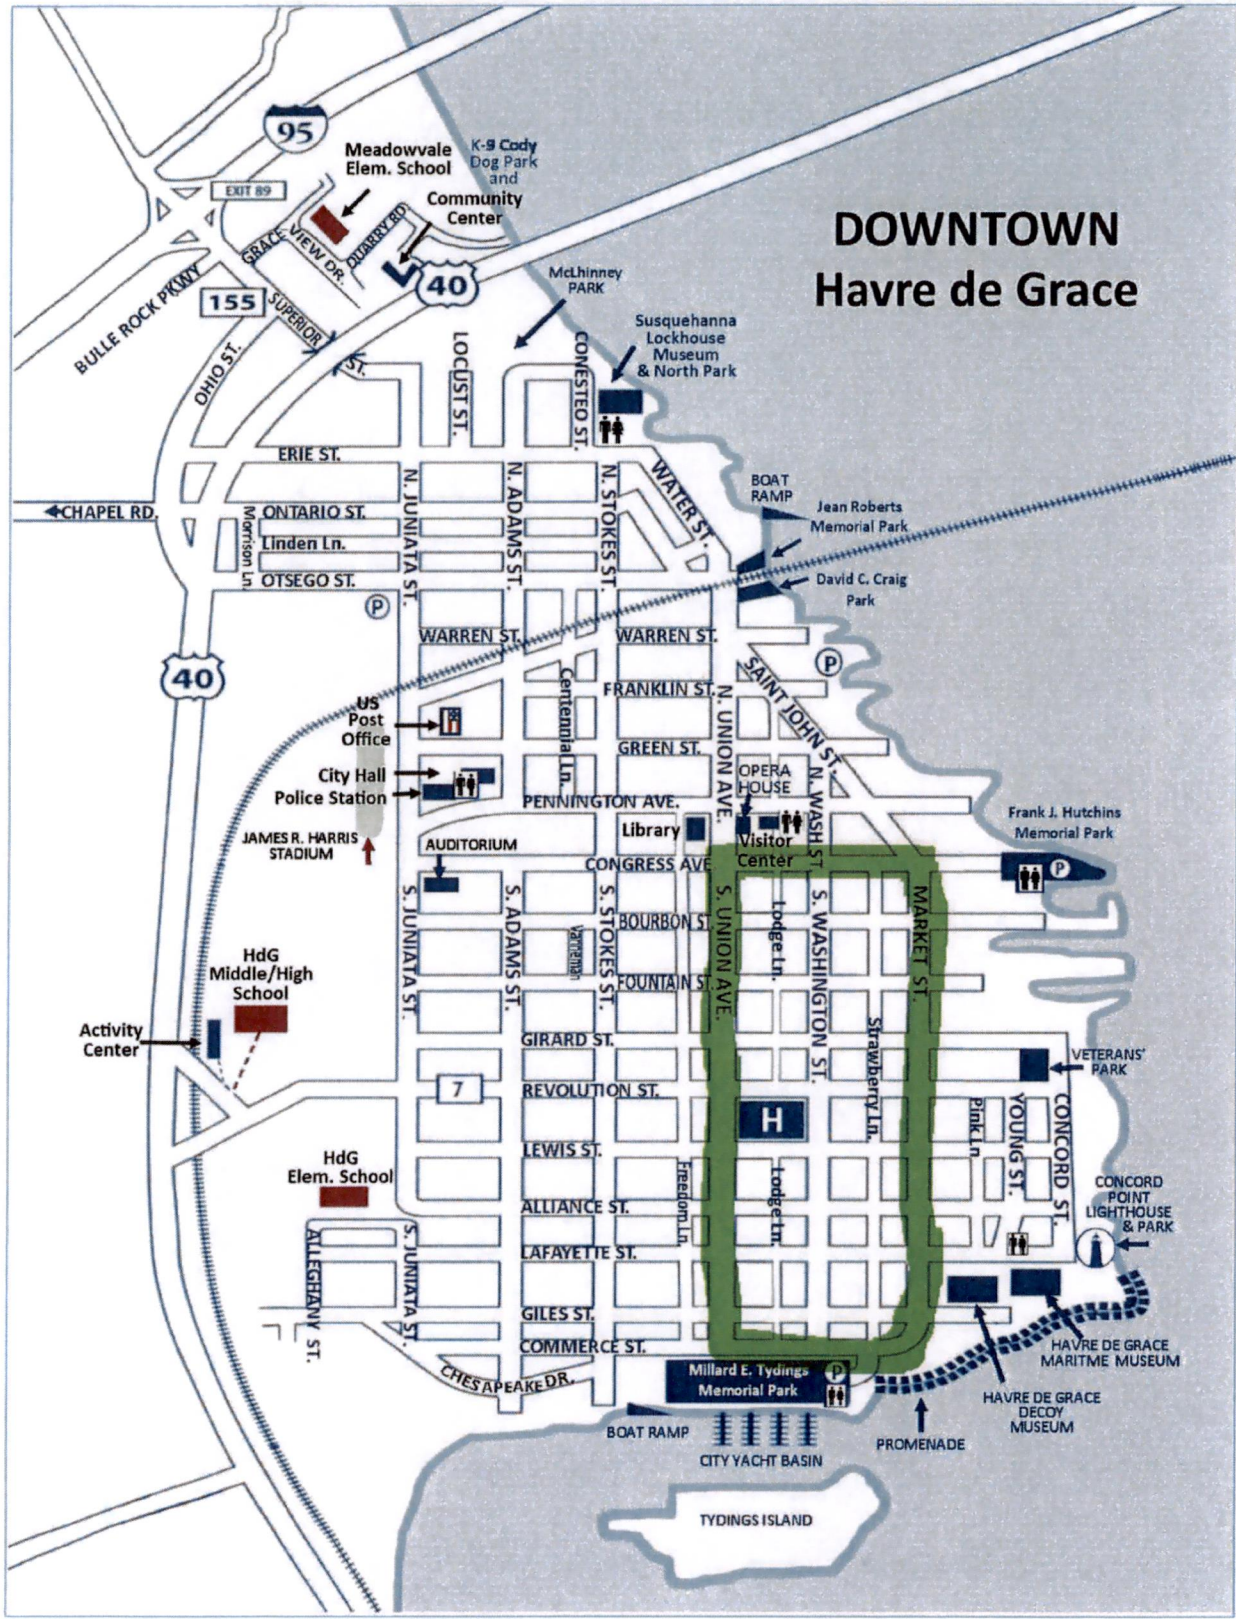 DOWNTOWN
Havre de Grace
95
EXIT 89
Meadowvale
Elem. School
K-9 Cody
Dog Park
and
Community
Center
GRACE
VIEW DR.
QUARRY RD
40
155
BULLE ROCK PKWY
SUPERIOR
ST.
OHIO ST.
McLhinney
PARK
Susquehanna
Lockhouse
Museum
& North Park
LOCUST ST.
CONESTEO ST.
ERIE ST.
N. JUNIATA ST.
N. ADAMS ST.
N. STOKES ST.
WATER ST.
BOAT
RAMP
Jean Roberts
Memorial Park
CHAPEL RD.
Morrison Ln.
ONTARIO ST.
Linden Ln.
OTSEGO ST.
David C. Craig
Park
P
WARREN ST.
WARREN ST.
P
40
SAINT JOHN ST.
Centennial Ln.
FRANKLIN ST.
N. UNION AVE.
US
Post
Office
GREEN ST.
City Hall
Police Station
OPERA
HOUSE
N. WASH ST
PENNINGTON AVE.
Library
Visitor
Center
Frank J. Hutchins
Memorial Park
P
JAMES R. HARRIS
STADIUM
AUDITORIUM
CONGRESS AVE
S. JUNIATA ST.
S. ADAMS ST.
Varneman
S. STOKES ST.
BOURBON ST.
S. UNION AVE.
Lodge Ln.
S. WASHINGTON ST.
MARKET ST.
FOUNTAIN ST.
HdG
Middle/High
School
Activity
Center
GIRARD ST.
Strawberry Ln.
VETERANS'
PARK
7
REVOLUTION ST.
H
Pink Ln
YOUNG ST.
CONCORD ST.
LEWIS ST.
HdG
Elem. School
Freedom Ln.
Lodge Ln.
CONCORD
POINT
LIGHTHOUSE
& PARK
ALLIANCE ST.
LAFAYETTE ST.
ALLEGHANY ST.
S. JUNIATA ST.
GILES ST.
COMMERCE ST.
CHESAPEAKE DR.
Millard E. Tydings
Memorial Park
P
HAVRE DE GRACE
MARITME MUSEUM
HAVRE DE GRACE
DECOY
MUSEUM
BOAT RAMP
PROMENADE
CITY YACHT BASIN
TYDINGS ISLAND